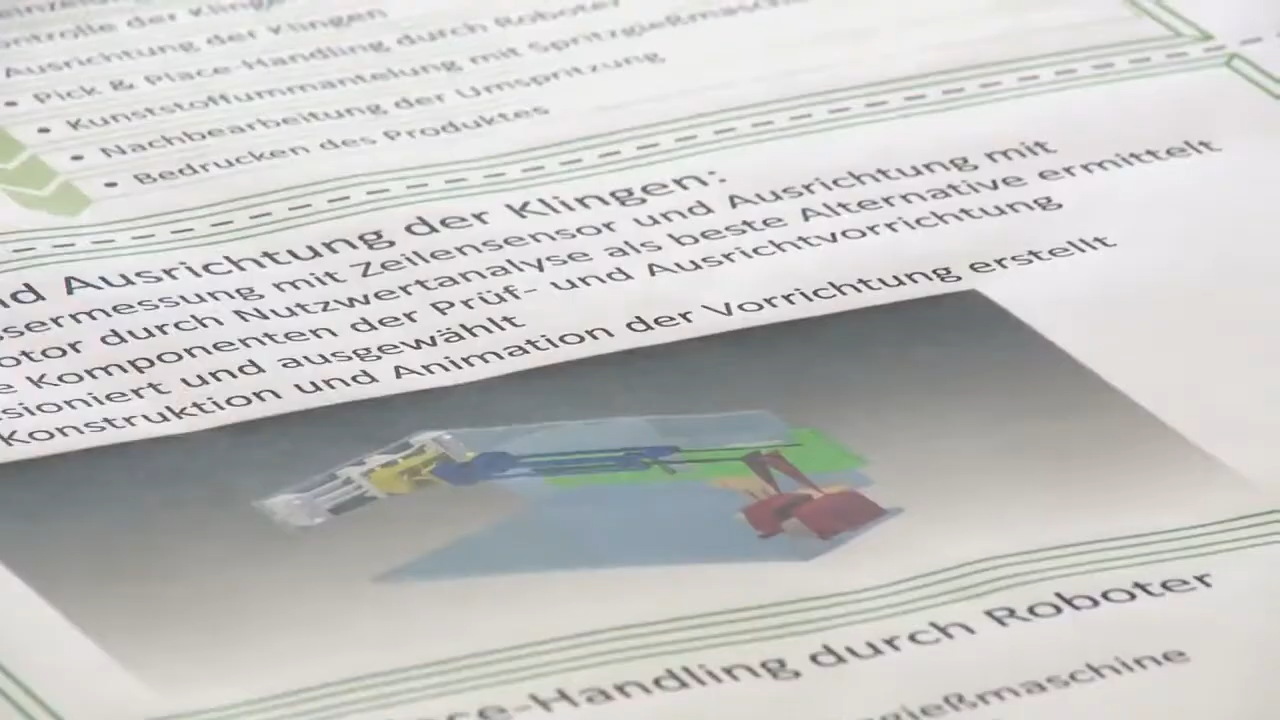 ontrolle der Klingen
Ausrichtung der Klingen
• Pick & Place-Handling durch Roboter
• Kunststoffummantelung mit Spritzgießmaschine
• Nachbearbeitung der Umspritzung
• Bedrucken des Produktes
nd Ausrichtung der Klingen:
ssermessung mit Zeilensensor und Ausrichtung mit
otor durch Nutzwertanalyse als beste Alternative ermittelt
e Komponenten der Prüf- und Ausrichtvorrichtung
sioniert und ausgewählt
Konstruktion und Animation der Vorrichtung erstellt
lace-Handling durch Roboter
gießmaschine